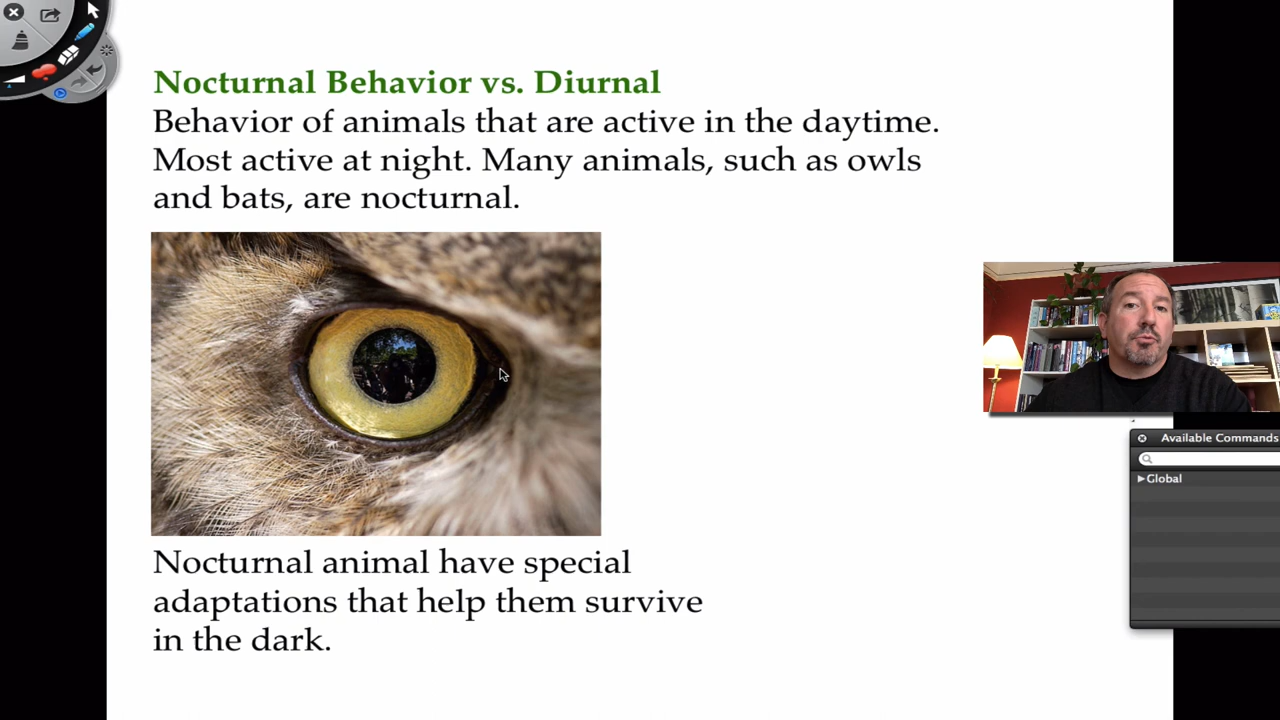 Nocturnal Behavior vs. Diurnal
Behavior of animals that are active in the daytime.
Most active at night. Many animals, such as owls
and bats, are nocturnal.
Nocturnal animal have special
adaptations that help them survive
in the dark.
Available Commands
Global